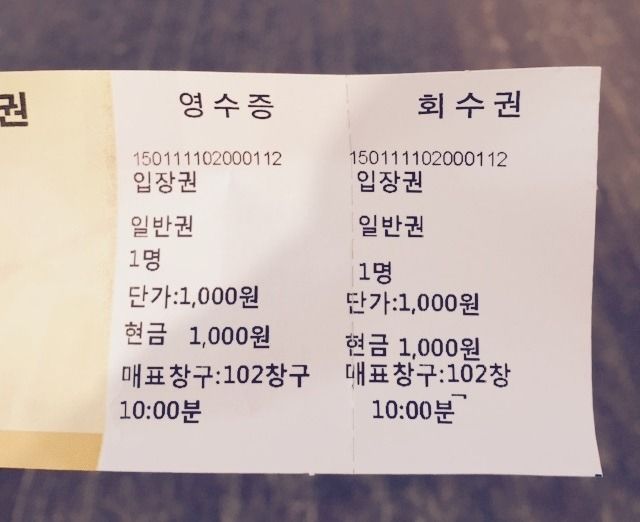 권
영수증
150111102000112
입장권
일반권
1명
단가:1,000원
현금 1,000원
매표창구:102창구
10:00분
회수권
150111102000112
입장권
일반권
1명
단가:1,000원
현금 1,000원
매표창구:102창
10:00분